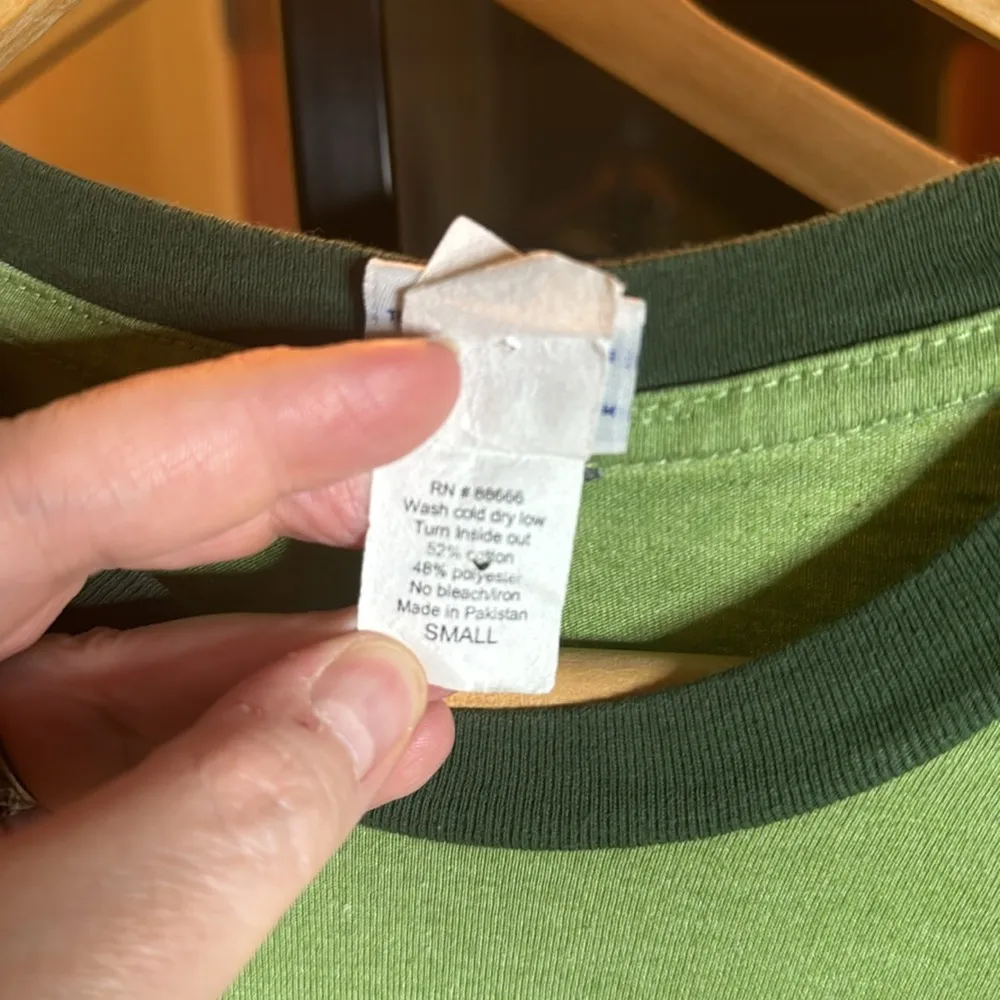 RN # 88666
Wash cold dry low
Turn Inside out
52% cotton
48% polyester
No bleach/iron
Made in Pakistan
SMALL